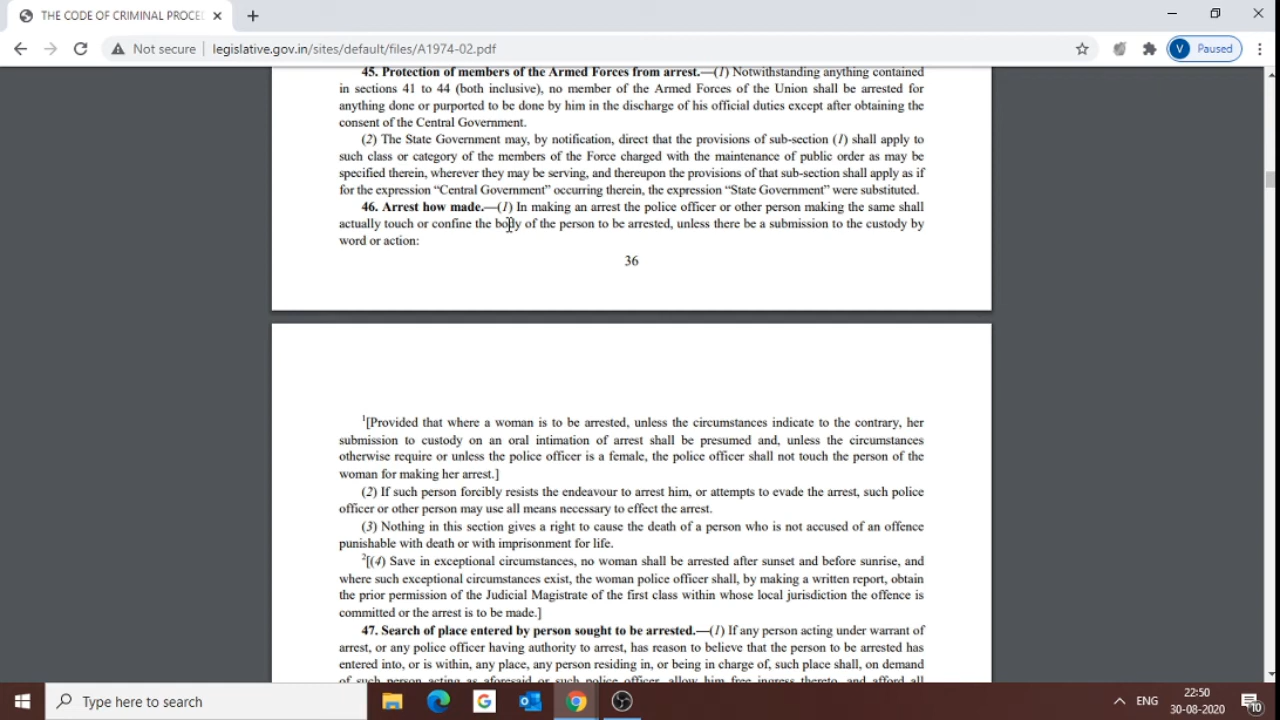 THE CODE OF CRIMINAL PROCE
Not secure
legislative.gov.in/sites/default/files/A1974-02.pdf
V Paused
45. Protection of members of the Armed Forces from arrest.—(1) Notwithstanding anything contained
in sections 41 to 44 (both inclusive), no member of the Armed Forces of the Union shall be arrested for
anything done or purported to be done by him in the discharge of his official duties except after obtaining the
consent of the Central Government.
(2) The State Government may, by notification, direct that the provisions of sub-section (1) shall apply to
such class or category of the members of the Force charged with the maintenance of public order as may be
specified therein, wherever they may be serving, and thereupon the provisions of that sub-section shall apply as if
for the expression “Central Government” occurring therein, the expression “State Government” were substituted.
46. Arrest how made.—(1) In making an arrest the police officer or other person making the same shall
actually touch or confine the body of the person to be arrested, unless there be a submission to the custody by
word or action:
36
1[Provided that where a woman is to be arrested, unless the circumstances indicate to the contrary, her
submission to custody on an oral intimation of arrest shall be presumed and, unless the circumstances
otherwise require or unless the police officer is a female, the police officer shall not touch the person of the
woman for making her arrest.]
(2) If such person forcibly resists the endeavour to arrest him, or attempts to evade the arrest, such police
officer or other person may use all means necessary to effect the arrest.
(3) Nothing in this section gives a right to cause the death of a person who is not accused of an offence
punishable with death or with imprisonment for life.
2[(4) Save in exceptional circumstances, no woman shall be arrested after sunset and before sunrise, and
where such exceptional circumstances exist, the woman police officer shall, by making a written report, obtain
the prior permission of the Judicial Magistrate of the first class within whose local jurisdiction the offence is
committed or the arrest is to be made.]
47. Search of place entered by person sought to be arrested.—(1) If any person acting under warrant of
arrest, or any police officer having authority to arrest, has reason to believe that the person to be arrested has
entered into, or is within, any place, any person residing in, or being in charge of, such place shall, on demand
of such person acting as aforesaid or such police officer, allow him free ingress thereto, and afford all
Type here to search
ENG
22:50
30-08-2020
10